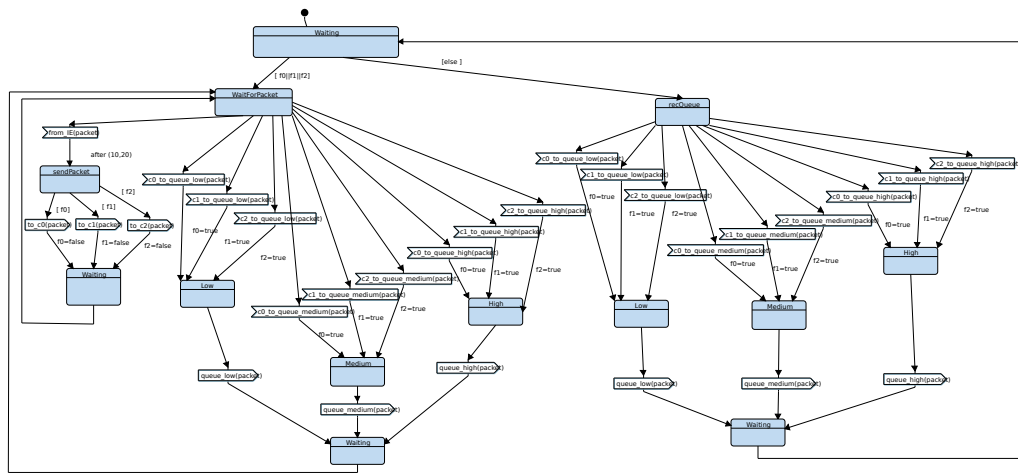 Waiting
[ f0||f1||f2]
[else ]
WaitForPacket
recQueue
from_IE(packet)
after (10,20)
sendPacket
[ f0]
[ f1]
[ f2]
to_c0(packet)
to_c1(packet)
to_c2(packet)
f0=false
f1=false
f2=false
Waiting
c0_to_queue_low(packet)
c1_to_queue_low(packet)
c2_to_queue_low(packet)
f0=true
f1=true
f2=true
Low
queue_low(packet)
c2_to_queue_medium(packet)
c1_to_queue_medium(packet)
c0_to_queue_medium(packet)
f0=true
f1=true
f2=true
Medium
queue_medium(packet)
c2_to_queue_high(packet)
c1_to_queue_high(packet)
c0_to_queue_high(packet)
f0=true
f1=true
f2=true
High
queue_high(packet)
Waiting
c0_to_queue_low(packet)
c1_to_queue_low(packet)
c2_to_queue_low(packet)
f0=true
f1=true
f2=true
Low
queue_low(packet)
c2_to_queue_medium(packet)
c1_to_queue_medium(packet)
c0_to_queue_medium(packet)
f0=true
f1=true
f2=true
Medium
queue_medium(packet)
c2_to_queue_high(packet)
c1_to_queue_high(packet)
c0_to_queue_high(packet)
f0=true
f1=true
f2=true
High
queue_high(packet)
Waiting